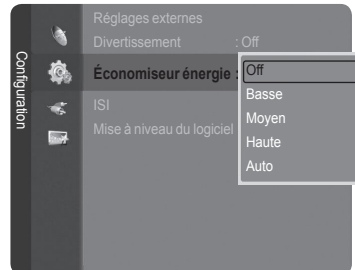 Configuration
Réglages externes
Divertissement : Off
Économiseur énergie :
ISI
Mise à niveau du logiciel
Off
Basse
Moyen
Haute
Auto